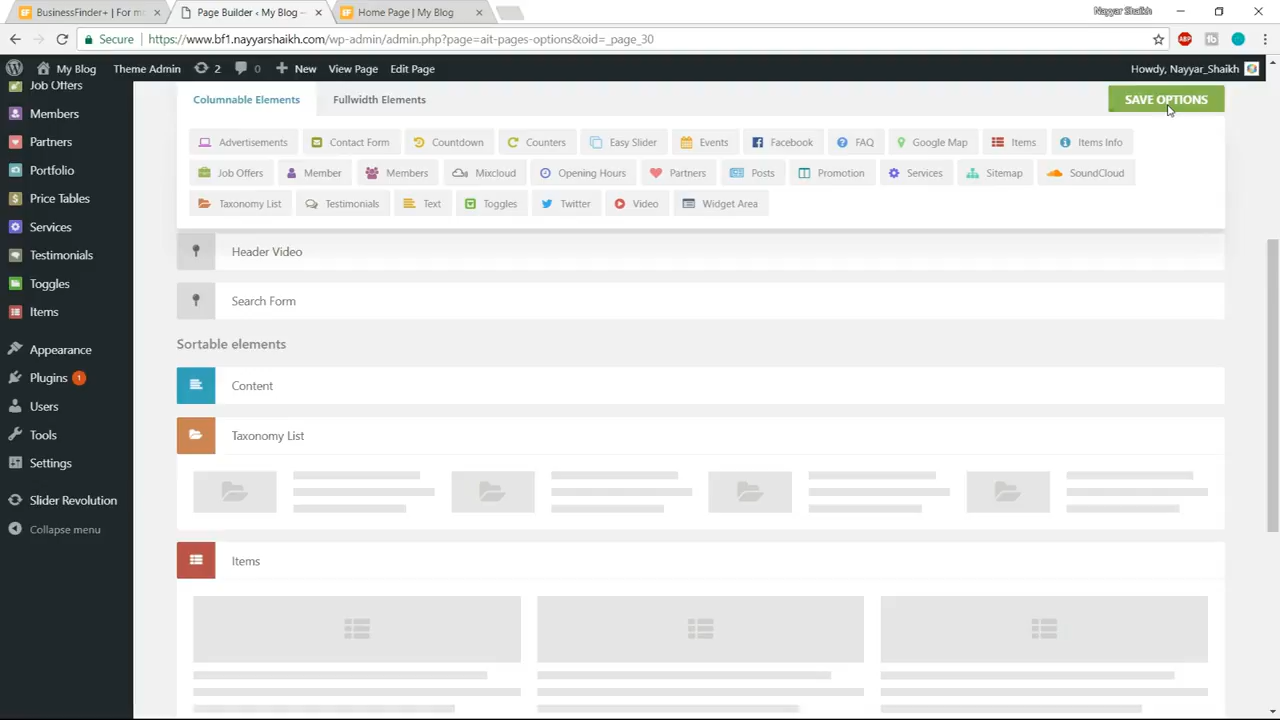 BusinessFinder+ | For m
Page Builder ‹ My Blog –
Home Page | My Blog
Nayyar Shaikh
Secure
https://www.bf1.nayyarshaikh.com/wp-admin/admin.php?page=ait-pages-options&oid=_page_30
My Blog
Theme Admin
2
0
New
View Page
Edit Page
Howdy, Nayyar_Shaikh
Job Offers
Members
Partners
Portfolio
Price Tables
Services
Testimonials
Toggles
Items
Appearance
Plugins 1
Users
Tools
Settings
Slider Revolution
Collapse menu
Columnable Elements
Fullwidth Elements
SAVE OPTIONS
Advertisements
Contact Form
Countdown
Counters
Easy Slider
Events
Facebook
FAQ
Google Map
Items
Items Info
Job Offers
Member
Members
Mixcloud
Opening Hours
Partners
Posts
Promotion
Services
Sitemap
SoundCloud
Taxonomy List
Testimonials
Text
Toggles
Twitter
Video
Widget Area
Header Video
Search Form
Sortable elements
Content
Taxonomy List
Items